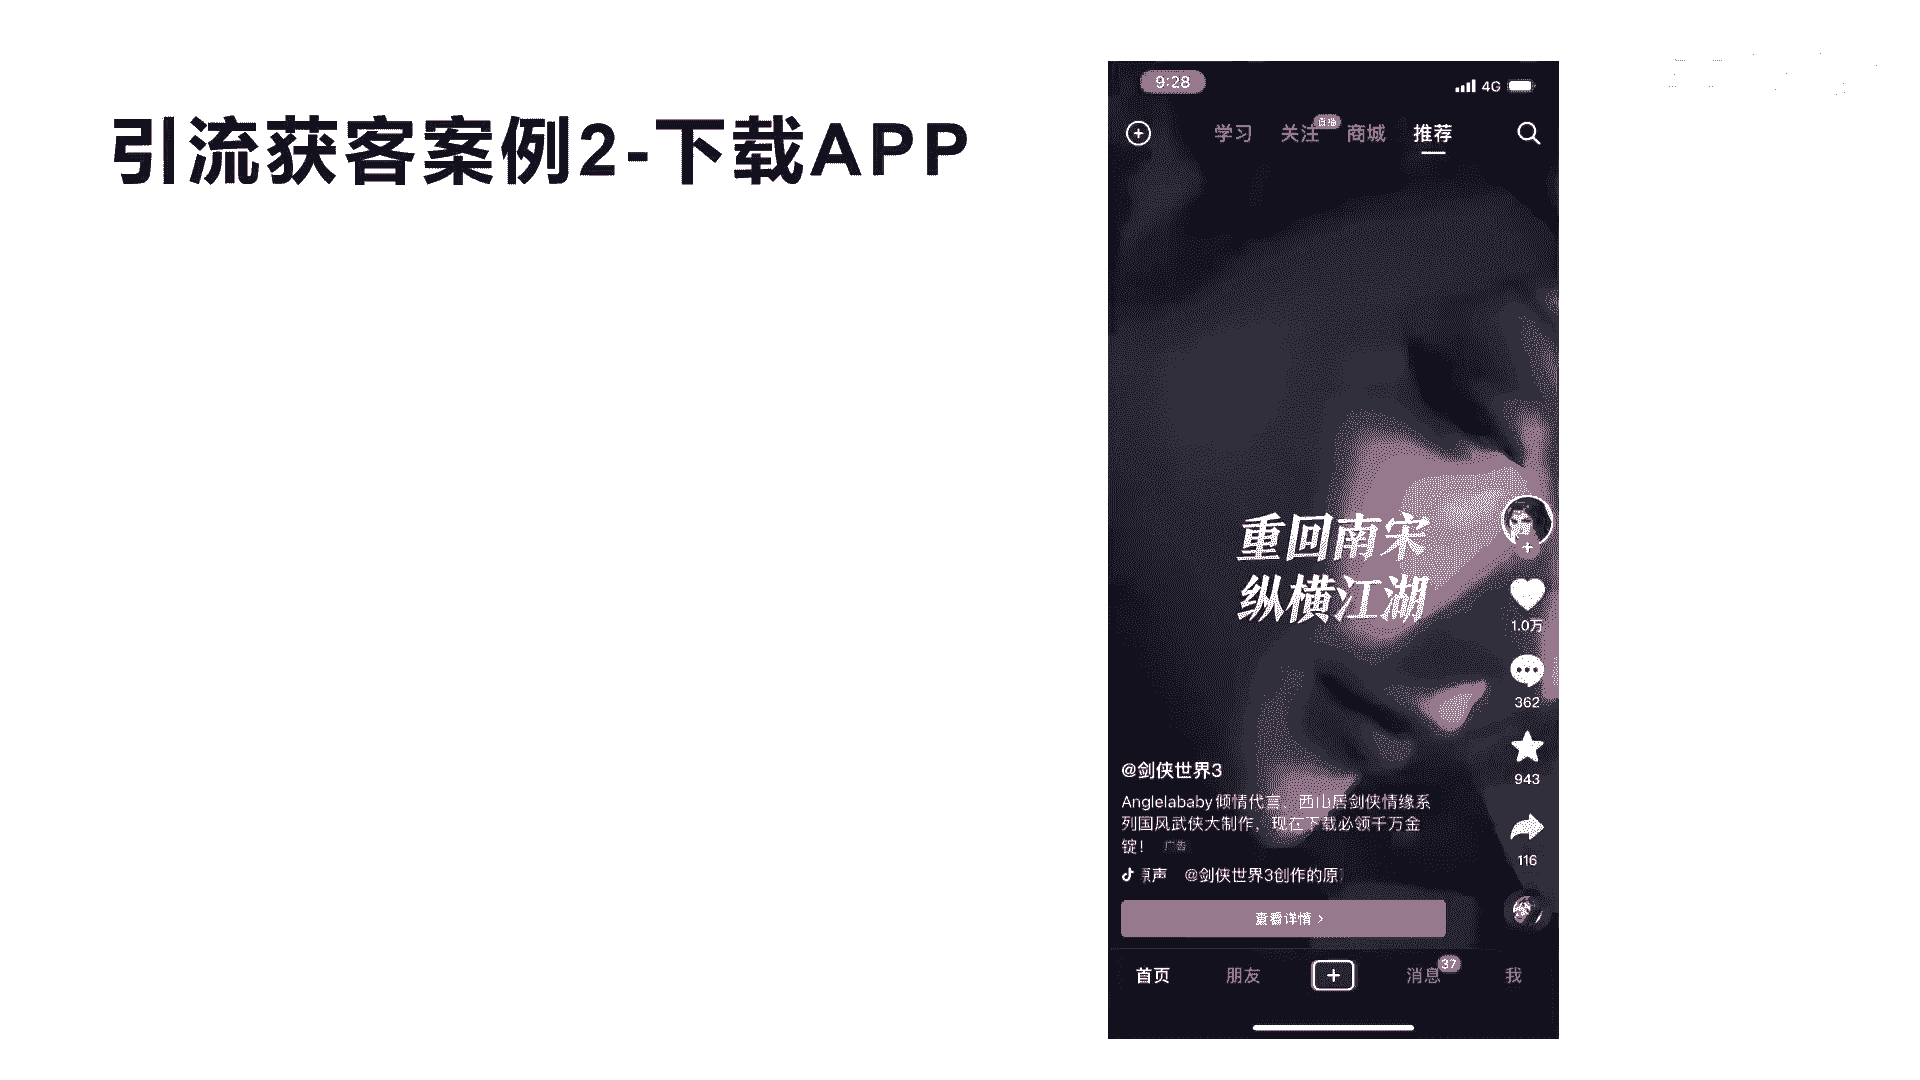 引流获客案例2-下载APP
9:28
4G
学习 关注 直播 商城 推荐
重回南宋
纵横江湖
1.0万
362
943
116
@剑侠世界3
Anglelababy倾情代言，西山居剑侠情缘系
列国风武侠大制作，现在下载必领千万金
锭！ 广告
原声 @剑侠世界3创作的原
查看详情 >
首页 朋友 消息 37 我